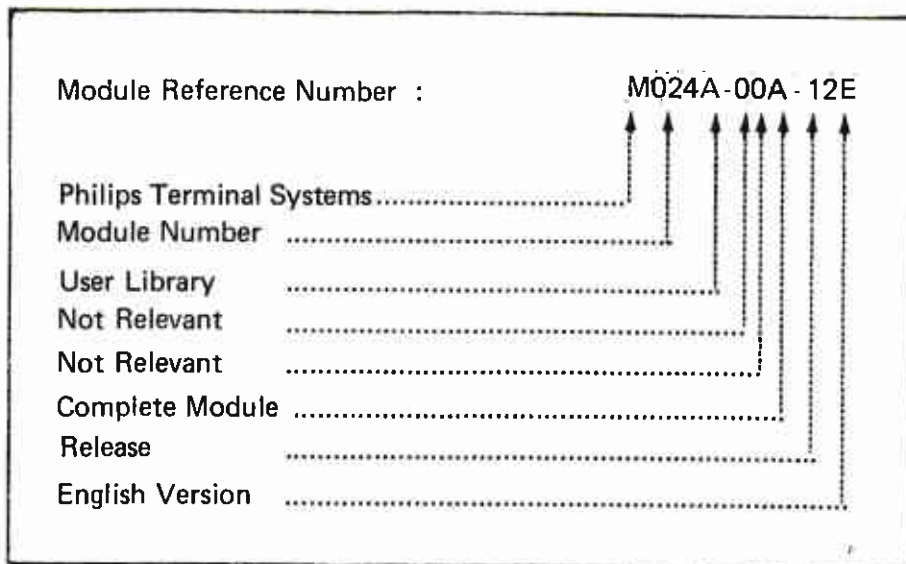 Module Reference Number : M024A-00A-12E
Philips Terminal Systems
Module Number
User Library
Not Relevant
Not Relevant
Complete Module
Release
English Version